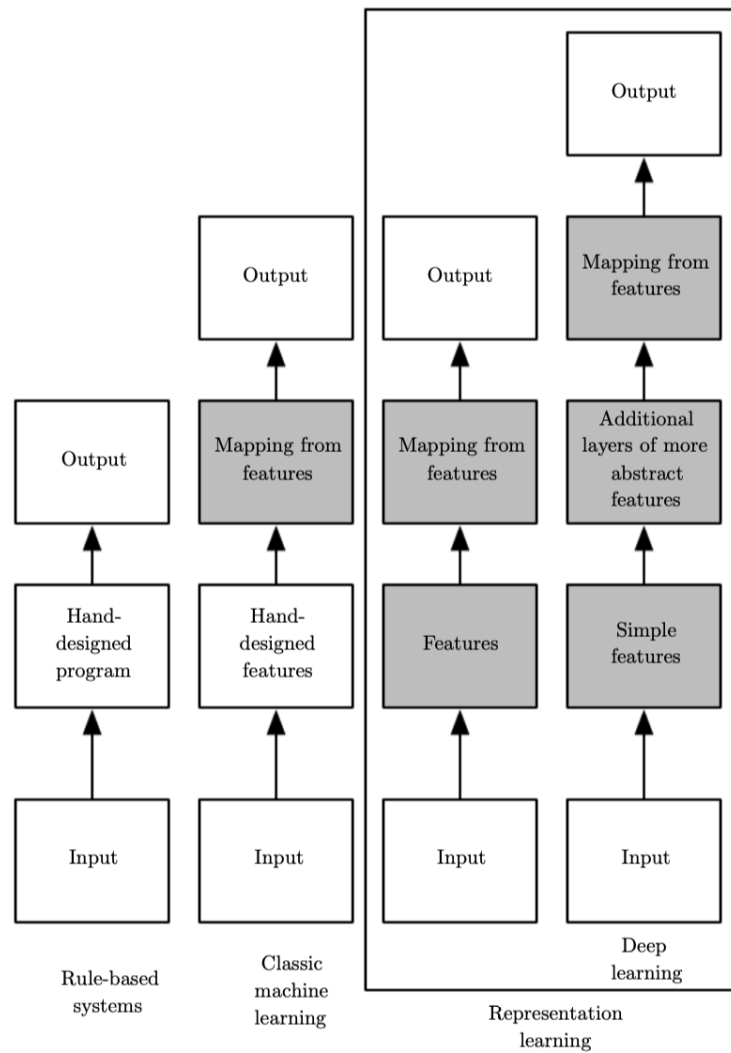 Output
Output
Output
Mapping from
features
Output
Mapping from
features
Mapping from
features
Additional
layers of more
abstract
features
Hand-
designed
program
Hand-
designed
features
Features
Simple
features
Input
Input
Input
Input
Rule-based
systems
Classic
machine
learning
Deep
learning
Representation
learning